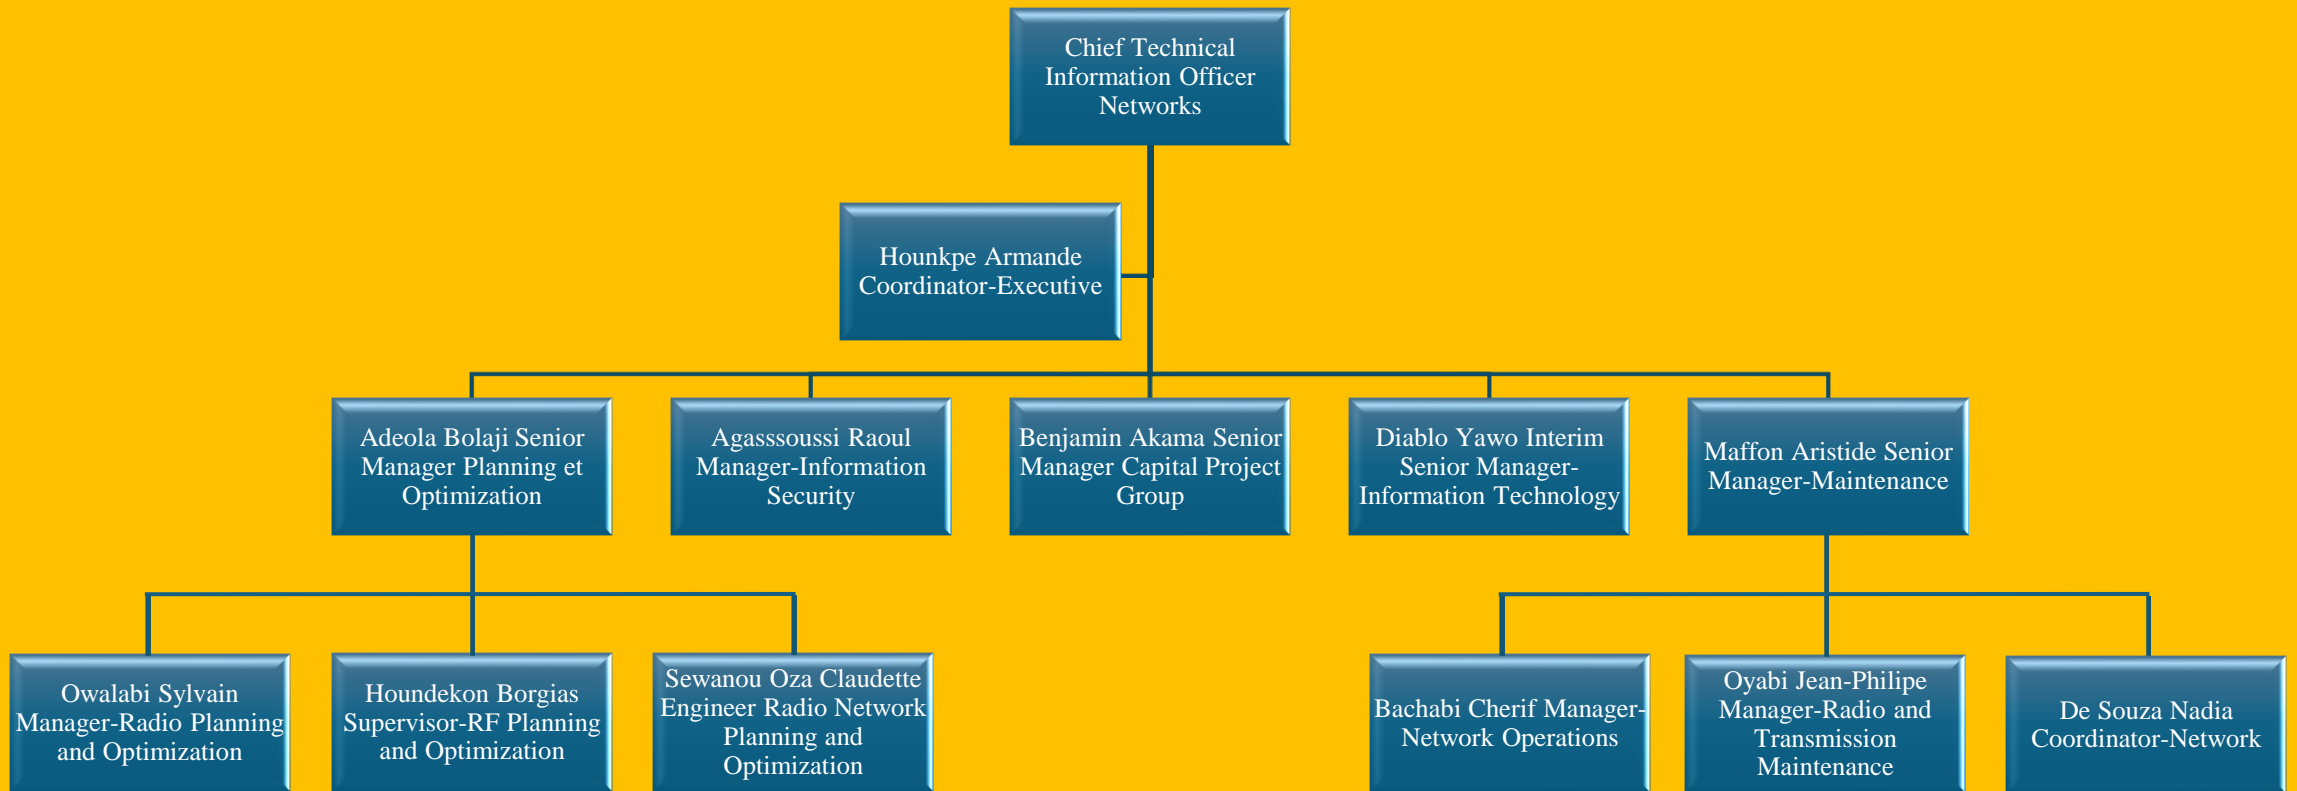 Chief Technical
Information Officer
Networks
Hounkpe Armande
Coordinator-Executive
Adeola Bolaji Senior
Manager Planning et
Optimization
Agasssoussi Raoul
Manager-Information
Security
Benjamin Akama Senior
Manager Capital Project
Group
Diablo Yawo Interim
Senior Manager-
Information Technology
Maffon Aristide Senior
Manager-Maintenance
Owalabi Sylvain
Manager-Radio Planning
and Optimization
Houndekon Borgias
Supervisor-RF Planning
and Optimization
Sewanou Oza Claudette
Engineer Radio Network
Planning and
Optimization
Bachabi Cherif Manager-
Network Operations
Oyabi Jean-Philipe
Manager-Radio and
Transmission
Maintenance
De Souza Nadia
Coordinator-Network